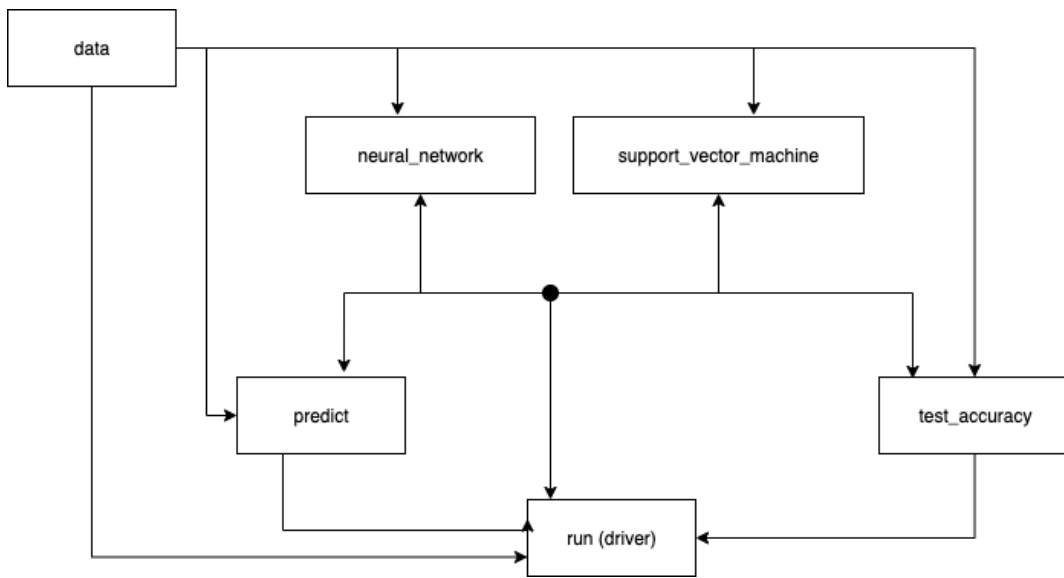 data
neural_network
support_vector_machine
predict
test_accuracy
run (driver)